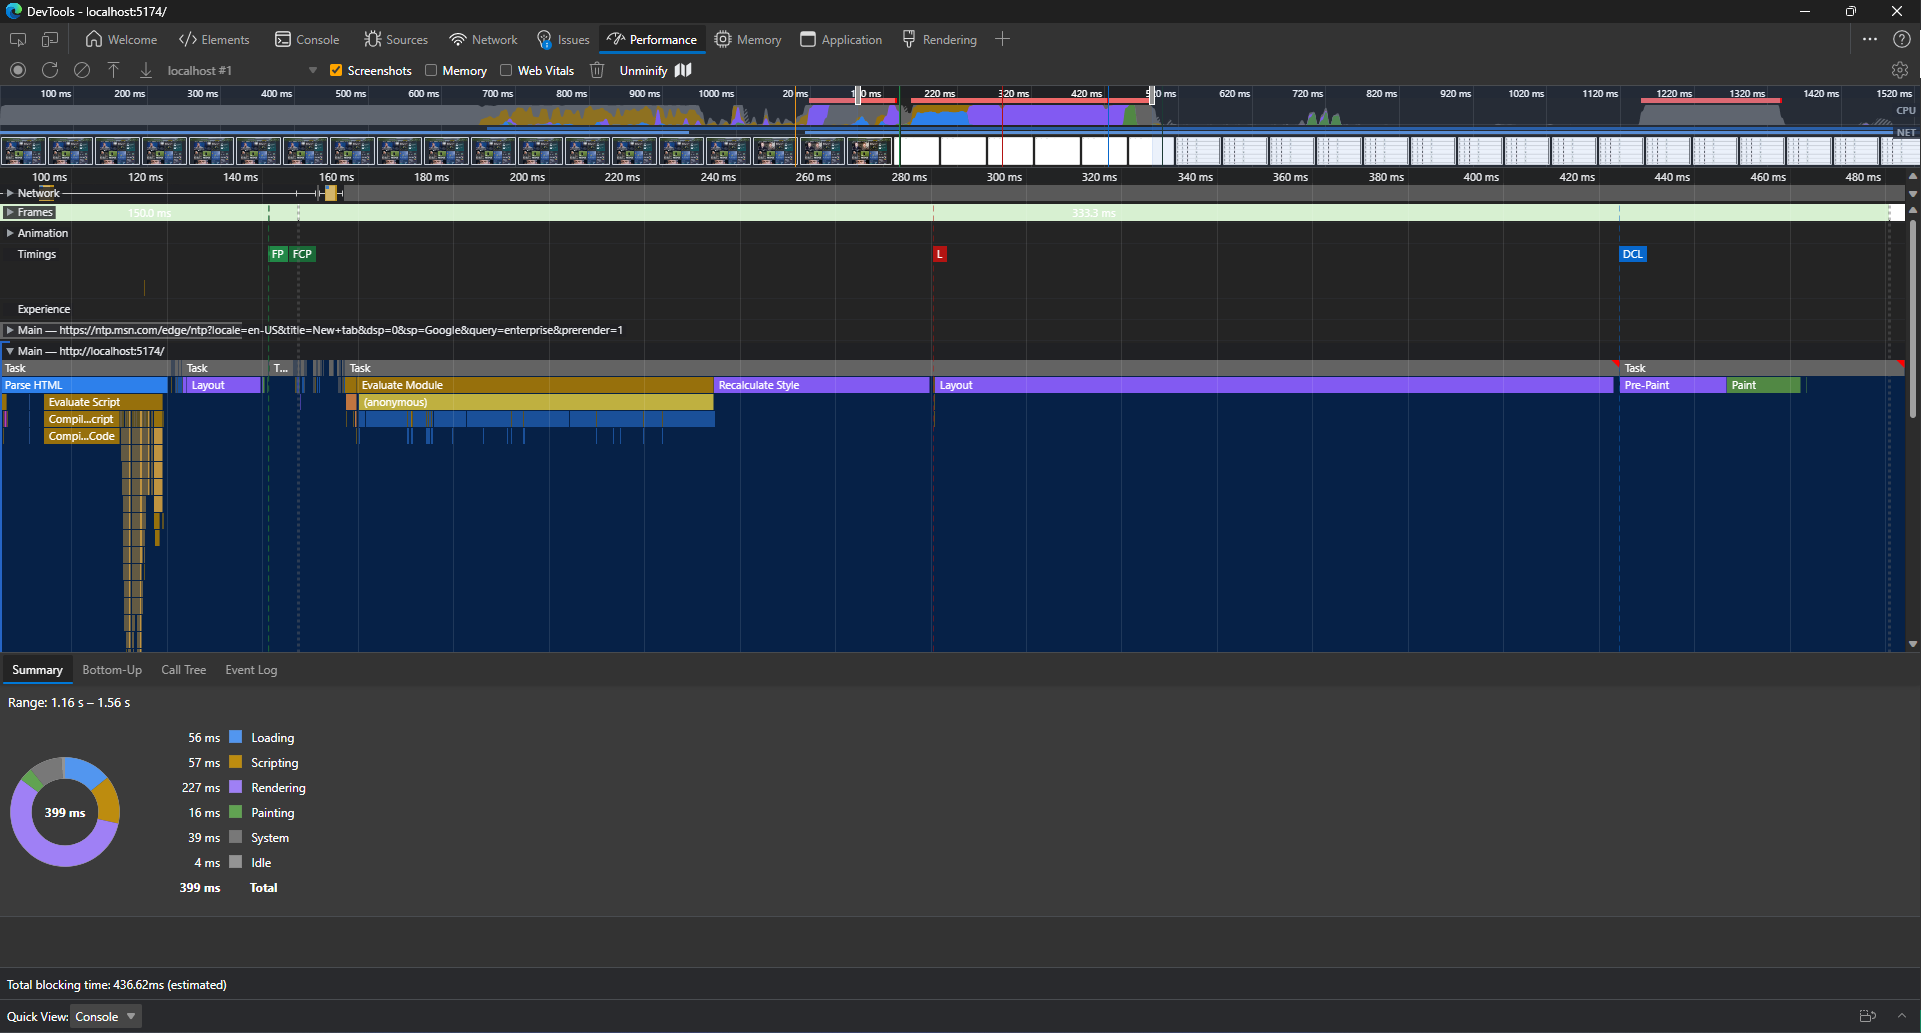 DevTools - localhost:5174/
Welcome Elements Console Sources Network Issues Performance Memory Application Rendering
localhost #1 Screenshots Memory Web Vitals Unminify
100 ms 200 ms 300 ms 400 ms 500 ms 600 ms 700 ms 800 ms 900 ms 1000 ms 20 ms 220 ms 320 ms 420 ms 620 ms 720 ms 820 ms 920 ms 1020 ms 1120 ms 1220 ms 1320 ms 1420 ms 1520 ms
CPU
NET
100 ms 120 ms 140 ms 160 ms 180 ms 200 ms 220 ms 240 ms 260 ms 280 ms 300 ms 320 ms 340 ms 360 ms 380 ms 400 ms 420 ms 440 ms 460 ms 480 ms
Network
Frames 150.0 ms 333.3 ms
Animation
Timings FP FCP L DCL
Experience
Main — https://ntp.msn.com/edge/ntp?locale=en-US&title=New+tab&dsp=0&sp=Google&query=enterprise&prerender=1
Main — http://localhost:5174/
Task Task T... Task Task
Parse HTML Layout Evaluate Module Recalculate Style Layout Pre-Paint Paint
Evaluate Script (anonymous)
Compil...cript
Compi...Code
Summary Bottom-Up Call Tree Event Log
Range: 1.16 s – 1.56 s
56 ms Loading
57 ms Scripting
227 ms Rendering
399 ms
16 ms Painting
39 ms System
4 ms Idle
399 ms Total
Total blocking time: 436.62ms (estimated)
Quick View: Console